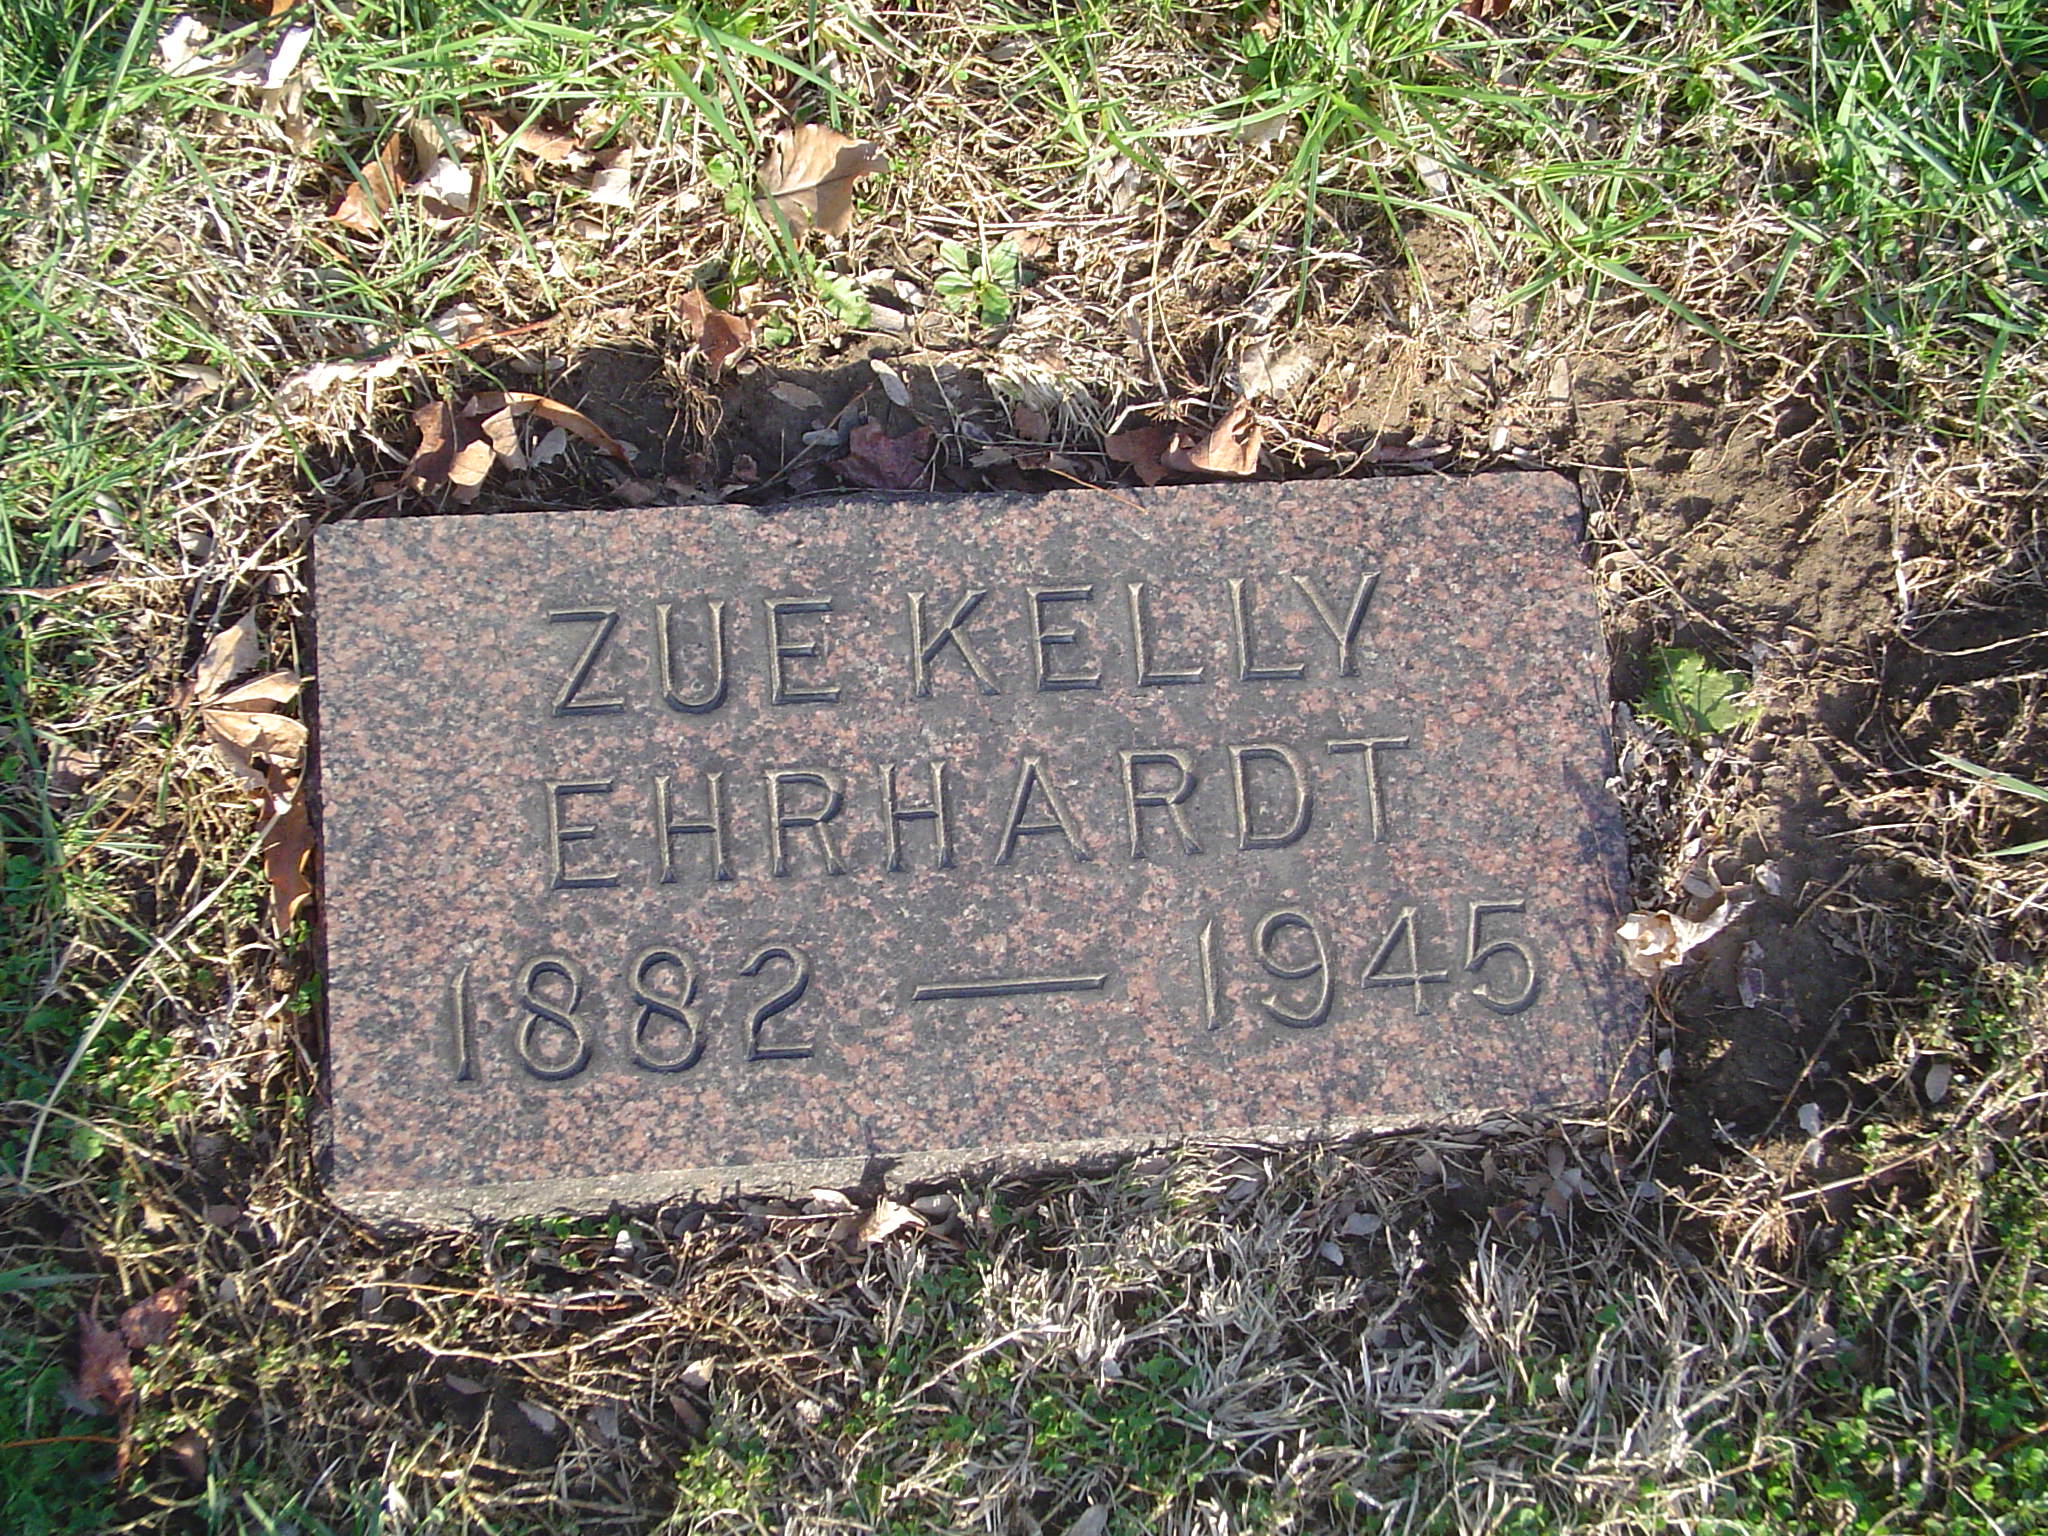 ZUE KELLY
EHRHARDT
1882 — 1945